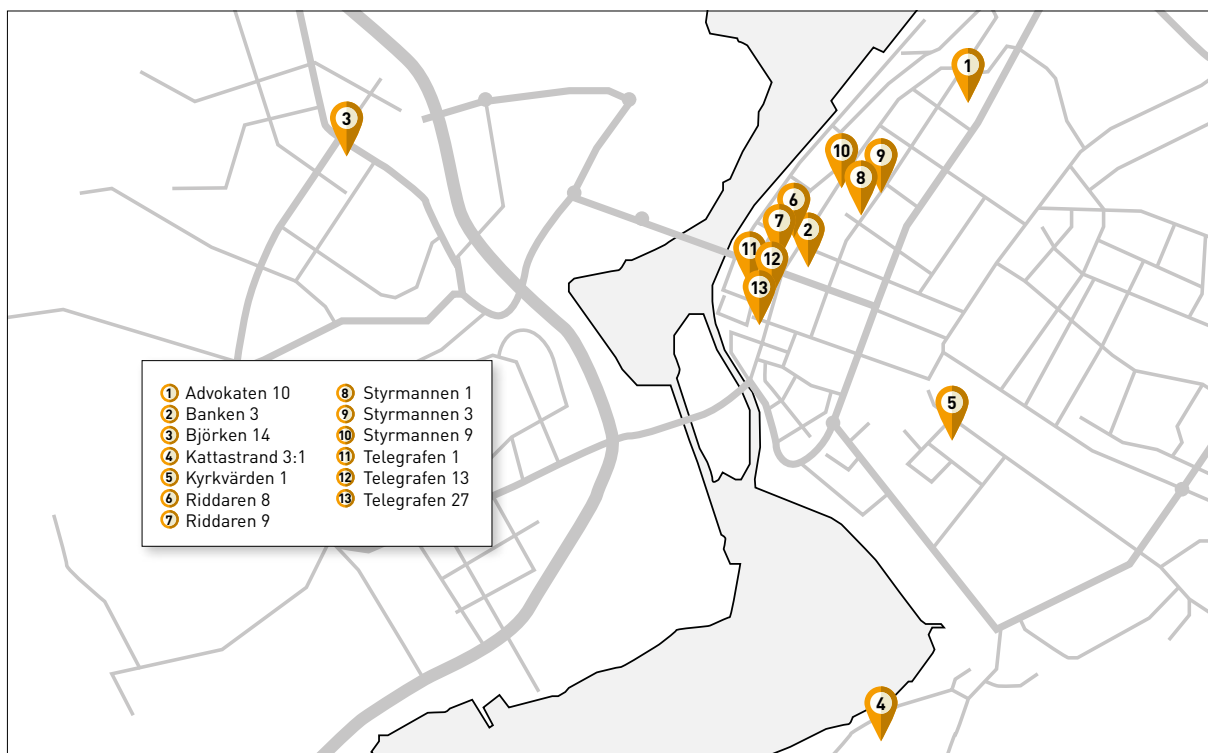 1
3
10
9
8
6
7
2
11
12
13
5
4
1 Advokaten 10
2 Banken 3
3 Björken 14
4 Kattastrand 3:1
5 Kyrkvärden 1
6 Riddaren 8
7 Riddaren 9
8 Styrmannen 1
9 Styrmannen 3
10 Styrmannen 9
11 Telegrafen 1
12 Telegrafen 13
13 Telegrafen 27